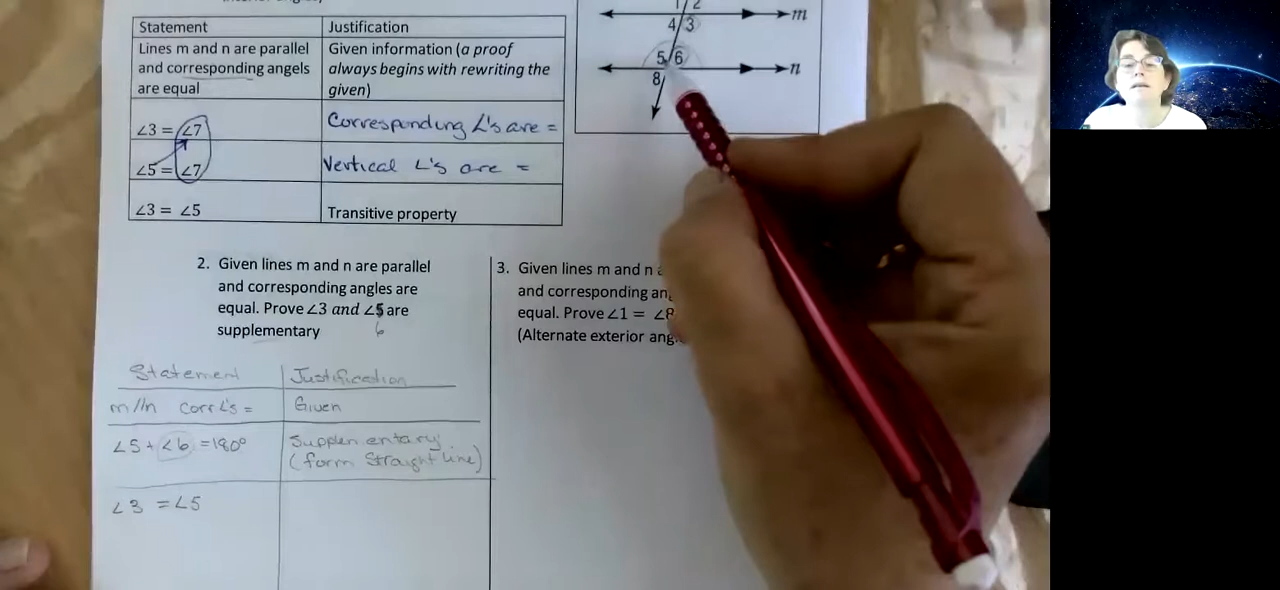 Statement
Justification
Lines m and n are parallel
and corresponding angels
are equal
Given information (a proof
always begins with rewriting the
given)
∠3 = ∠7
Corresponding ∠'s are =
∠5 = ∠7
Vertical ∠'s are =
∠3 = ∠5
Transitive property
1 2
m
4 3
5 6
n
8
2. Given lines m and n are parallel
and corresponding angles are
equal. Prove ∠3 and ∠5 are
supplementary
6
Statement
Justification
m//n corr ∠'s =
Given
∠5 + ∠6 = 180°
Supplementary
(form straight line)
∠3 = ∠5
3. Given lines m and n
and corresponding
equal. Prove ∠1 = ∠8
(Alternate exterior